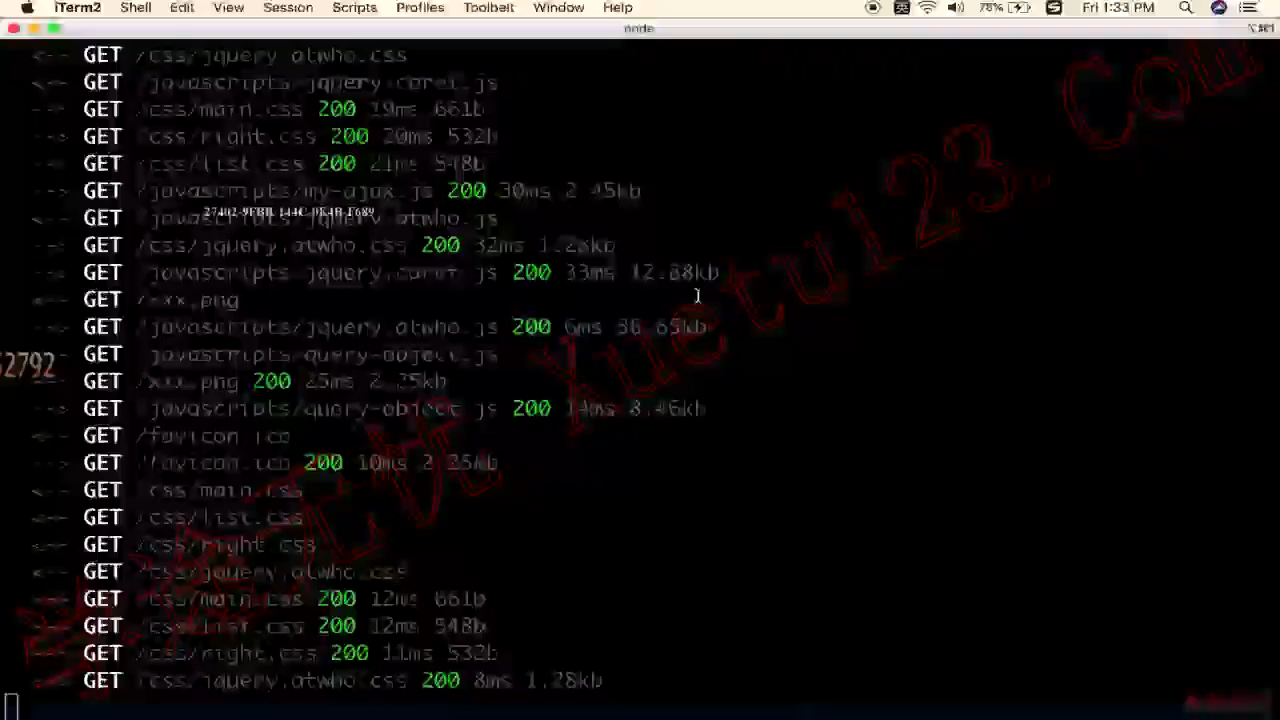 iTerm2 Shell Edit View Session Scripts Profiles Toolbelt Window Help 英 78% Fri 1:33 PM
node
<-- GET /css/jquery.atwho.css
<-- GET /javascripts/jquery.caret.js
--> GET /css/main.css 200 19ms 661b
--> GET /css/right.css 200 20ms 532b
--> GET /css/list.css 200 21ms 548b
--> GET /javascripts/my-ajax.js 200 30ms 2.45kb
<-- GET /javascripts/jquery.atwho.js
--> GET /css/jquery.atwho.css 200 32ms 1.28kb
--> GET /javascripts/jquery.caret.js 200 33ms 12.88kb
<-- GET /xxx.png
--> GET /javascripts/jquery.atwho.js 200 6ms 36.65kb
52792
<-- GET /javascripts/query-object.js
--> GET /xxx.png 200 25ms 2.25kb
--> GET /javascripts/query-object.js 200 14ms 8.46kb
<-- GET /favicon.ico
--> GET /favicon.ico 200 10ms 2.25kb
<-- GET /css/main.css
<-- GET /css/list.css
<-- GET /css/right.css
<-- GET /css/jquery.atwho.css
--> GET /css/main.css 200 12ms 661b
--> GET /css/list.css 200 12ms 548b
--> GET /css/right.css 200 11ms 532b
--> GET /css/jquery.atwho.css 200 8ms 1.28kb
Xuetu123.Com